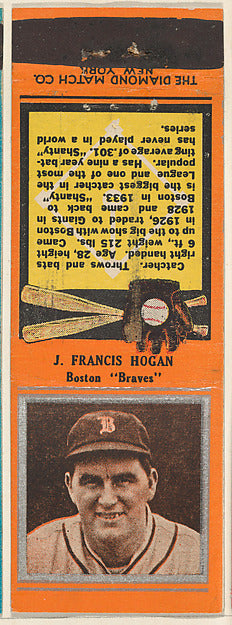 THE DIAMOND MATCH CO.
NEW YORK
Catcher. Throws and bats
right handed. Age 28, height
6 ft., weight 215 lbs. Came
up to the big show with Boston
in 1926, traded to Giants in
1928 and came back to
Boston in 1933. "Shanty"
is the biggest catcher in the
League and one of the most
popular. Has a nine year bat-
ting average of .301. "Shanty"
has never played in a world
series.
J. FRANCIS HOGAN
Boston "Braves"
B